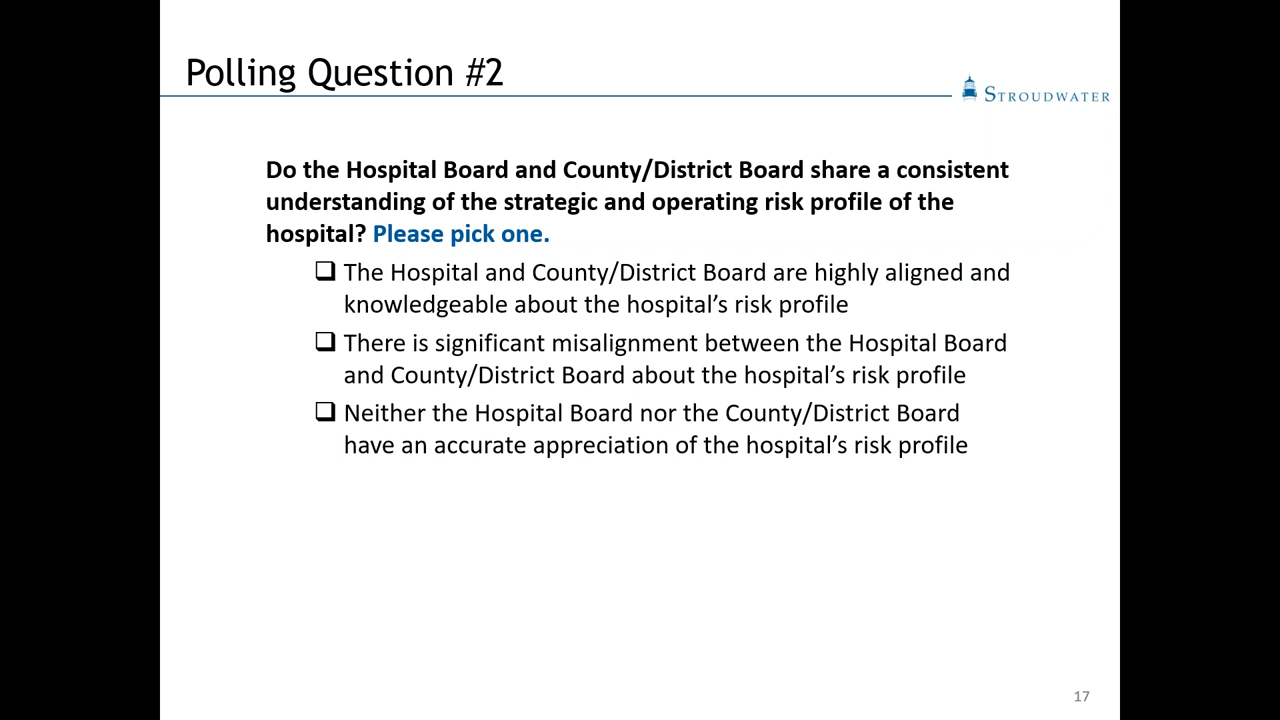 Polling Question #2
STROUDWATER
Do the Hospital Board and County/District Board share a consistent
understanding of the strategic and operating risk profile of the
hospital? Please pick one.
❑ The Hospital and County/District Board are highly aligned and
knowledgeable about the hospital’s risk profile
❑ There is significant misalignment between the Hospital Board
and County/District Board about the hospital’s risk profile
❑ Neither the Hospital Board nor the County/District Board
have an accurate appreciation of the hospital’s risk profile
17